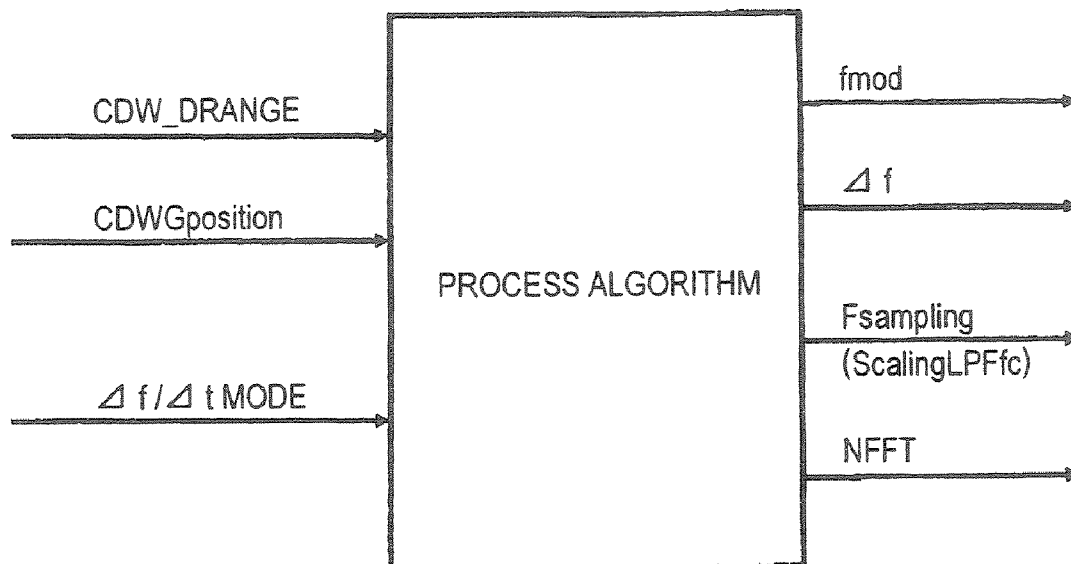 CDW_DRANGE
CDWGposition
⊿ f / ⊿ t MODE
PROCESS ALGORITHM
fmod
⊿ f
Fsampling
(ScalingLPFfc)
NFFT